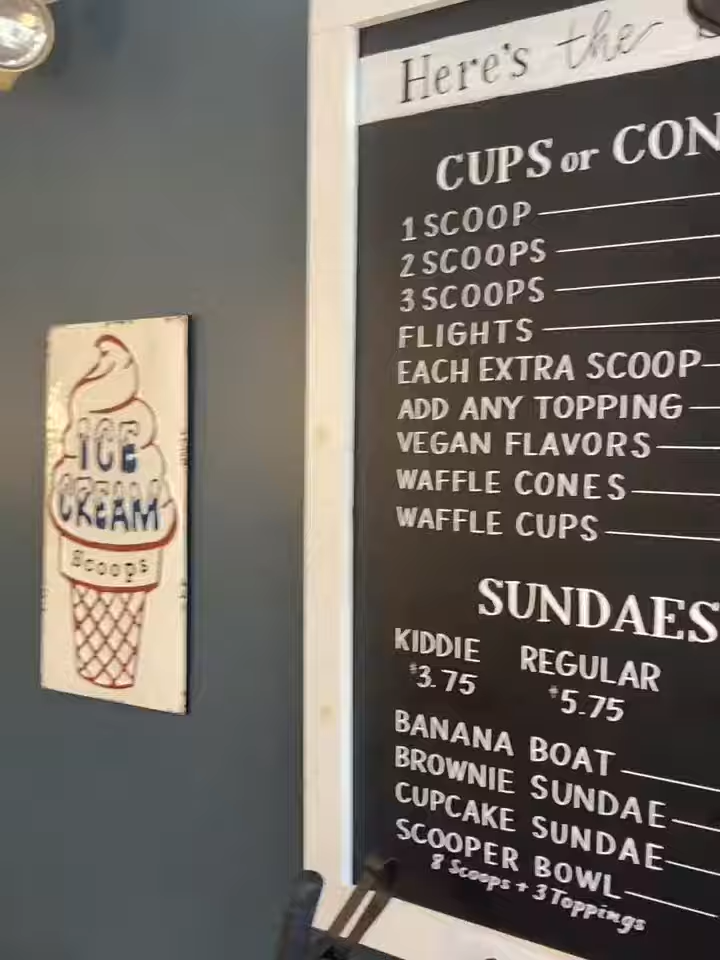 Here's the
CUPS or CON
1 SCOOP
2 SCOOPS
3 SCOOPS
FLIGHTS
EACH EXTRA SCOOP
ADD ANY TOPPING
VEGAN FLAVORS
WAFFLE CONES
WAFFLE CUPS
SUNDAES
KIDDIE REGULAR
$3.75 $5.75
BANANA BOAT
BROWNIE SUNDAE
CUPCAKE SUNDAE
SCOOPER BOWL
8 Scoops + 3 Toppings
ICE
CREAM
Scoops